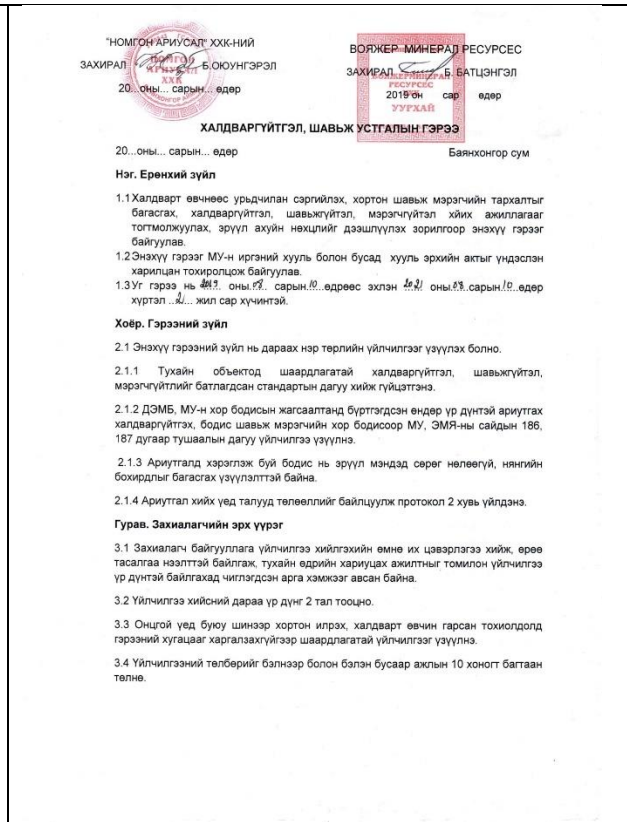 "НОМГОН АРИУСАЛ" ХХК-НИЙ
ВОЯЖЕР МИНЕРАЛ РЕСУРСЕС
ЗАХИРАЛ Б.ОЮУНГЭРЭЛ
ЗАХИРАЛ Б. БАТЦЭНГЭЛ
20...оны... сарын... өдөр
2019 он сар өдөр
НОМГОН
АРИУСАЛ
ХХК
РЕСУРСЕС
УУРХАЙ
ХАЛДВАРГҮЙТГЭЛ, ШАВЬЖ УСТГАЛЫН ГЭРЭЭ
20...оны... сарын... өдөр
Баянхонгор сум
Нэг. Ерөнхий зүйл
1.1 Халдварт өвчнөөс урьдчилан сэргийлэх, хортон шавьж мэрэгчийн тархалтыг
багасгах, халдваргүйтгэл, шавьжгүйтэл, мэрэгчгүйтгэл хйих ажиллагааг
тогтмолжуулах, эрүүл ахуйн нөхцлийг дээшлүүлэх зорилгоор энэхүү гэрээг
байгуулав.
1.2 Энэхүү гэрээг МУ-н иргэний хууль болон бусад хууль эрхийн актыг үндэслэн
харилцан тохиролцож байгуулав.
1.3 Уг гэрээ нь 2019 оны.08. сарын.10..өдрөөс эхлэн 2021 оны.08.сарын.10.өдөр
хүртэл ..2... жил сар хүчинтэй.
Хоёр. Гэрээний зүйл
2.1 Энэхүү гэрээний зүйл нь дараах нэр төрлийн үйлчилгээг үзүүлэх болно.
2.1.1 Тухайн объектод шаардлагатай халдваргүйтгэл, шавьжгүйтэл,
мэрэгчгүйтлийг батлагдсан стандартын дагуу хийж гүйцэтгэнэ.
2.1.2 ДЭМБ, МУ-н хор бодисын жагсаалтанд бүртгэгдсэн өндөр үр дүнтэй ариутгах
халдваргүйтгэх, бодис шавьж мэрэгчийн хор бодисоор МУ, ЭМЯ-ны сайдын 186,
187 дугаар тушаалын дагуу үйлчилгээ үзүүлнэ.
2.1.3 Ариутгалд хэрэглэж буй бодис нь эрүүл мэндэд сөрөг нөлөөгүй, нянгийн
бохирдлыг багасгах үзүүлэлттэй байна.
2.1.4 Ариутгал хийх үед талууд төлөөллийг байлцуулж протокол 2 хувь үйлдэнэ.
Гурав. Захиалагчийн эрх үүрэг
3.1 Захиалагч байгууллага үйлчилгээ хийлгэхийн өмнө их цэвэрлэгээ хийж, өрөө
тасалгаа нээлттэй байлгаж, тухайн өдрийн хариуцах ажилтныг томилон үйлчилгээ
үр дүнтэй байлгахад чиглэгдсэн арга хэмжээг авсан байна.
3.2 Үйлчилгээ хийсний дараа үр дүнг 2 тал тооцно.
3.3 Онцгой үед буюу шинээр хортон илрэх, халдварт өвчин гарсан тохиолдолд
гэрээний хугацааг харгалзахгүйгээр шаардлагатай үйлчилгээг үзүүлнэ.
3.4 Үйлчилгээний төлбөрийг бэлнээр болон бэлэн бусаар ажлын 10 хоногт багтаан
төлнө.